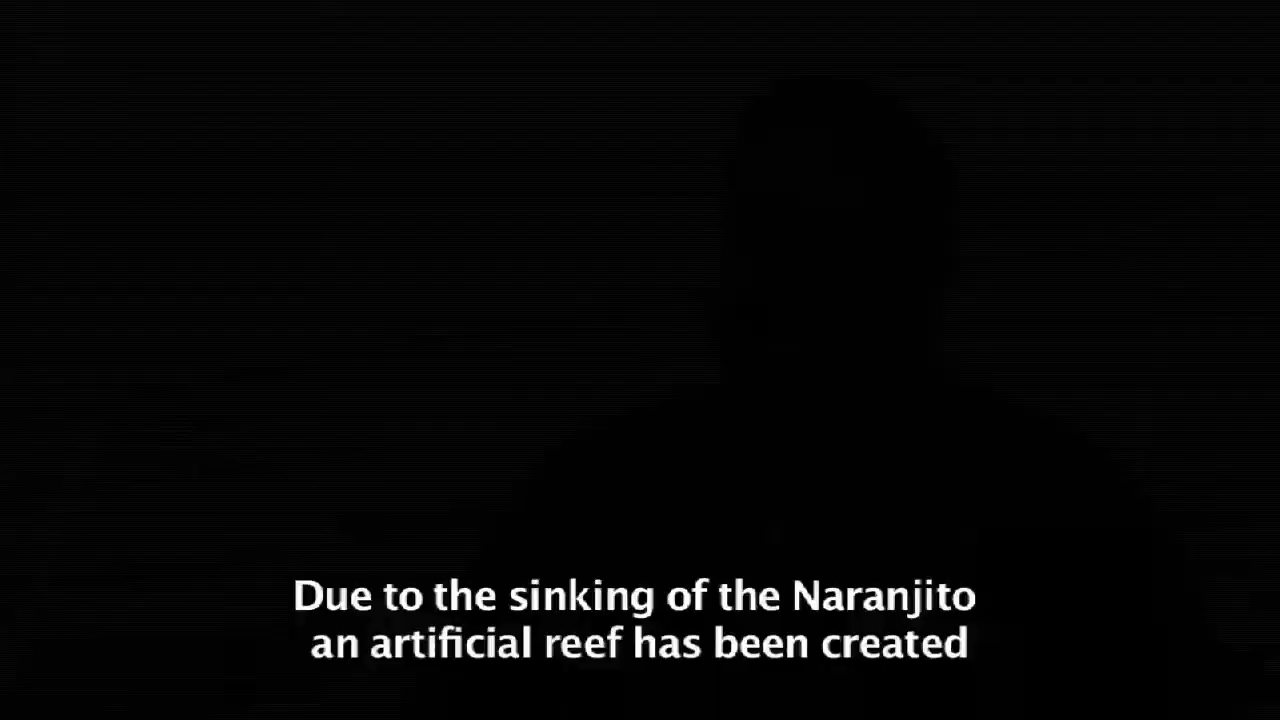 Due to the sinking of the Naranjito
an artificial reef has been created